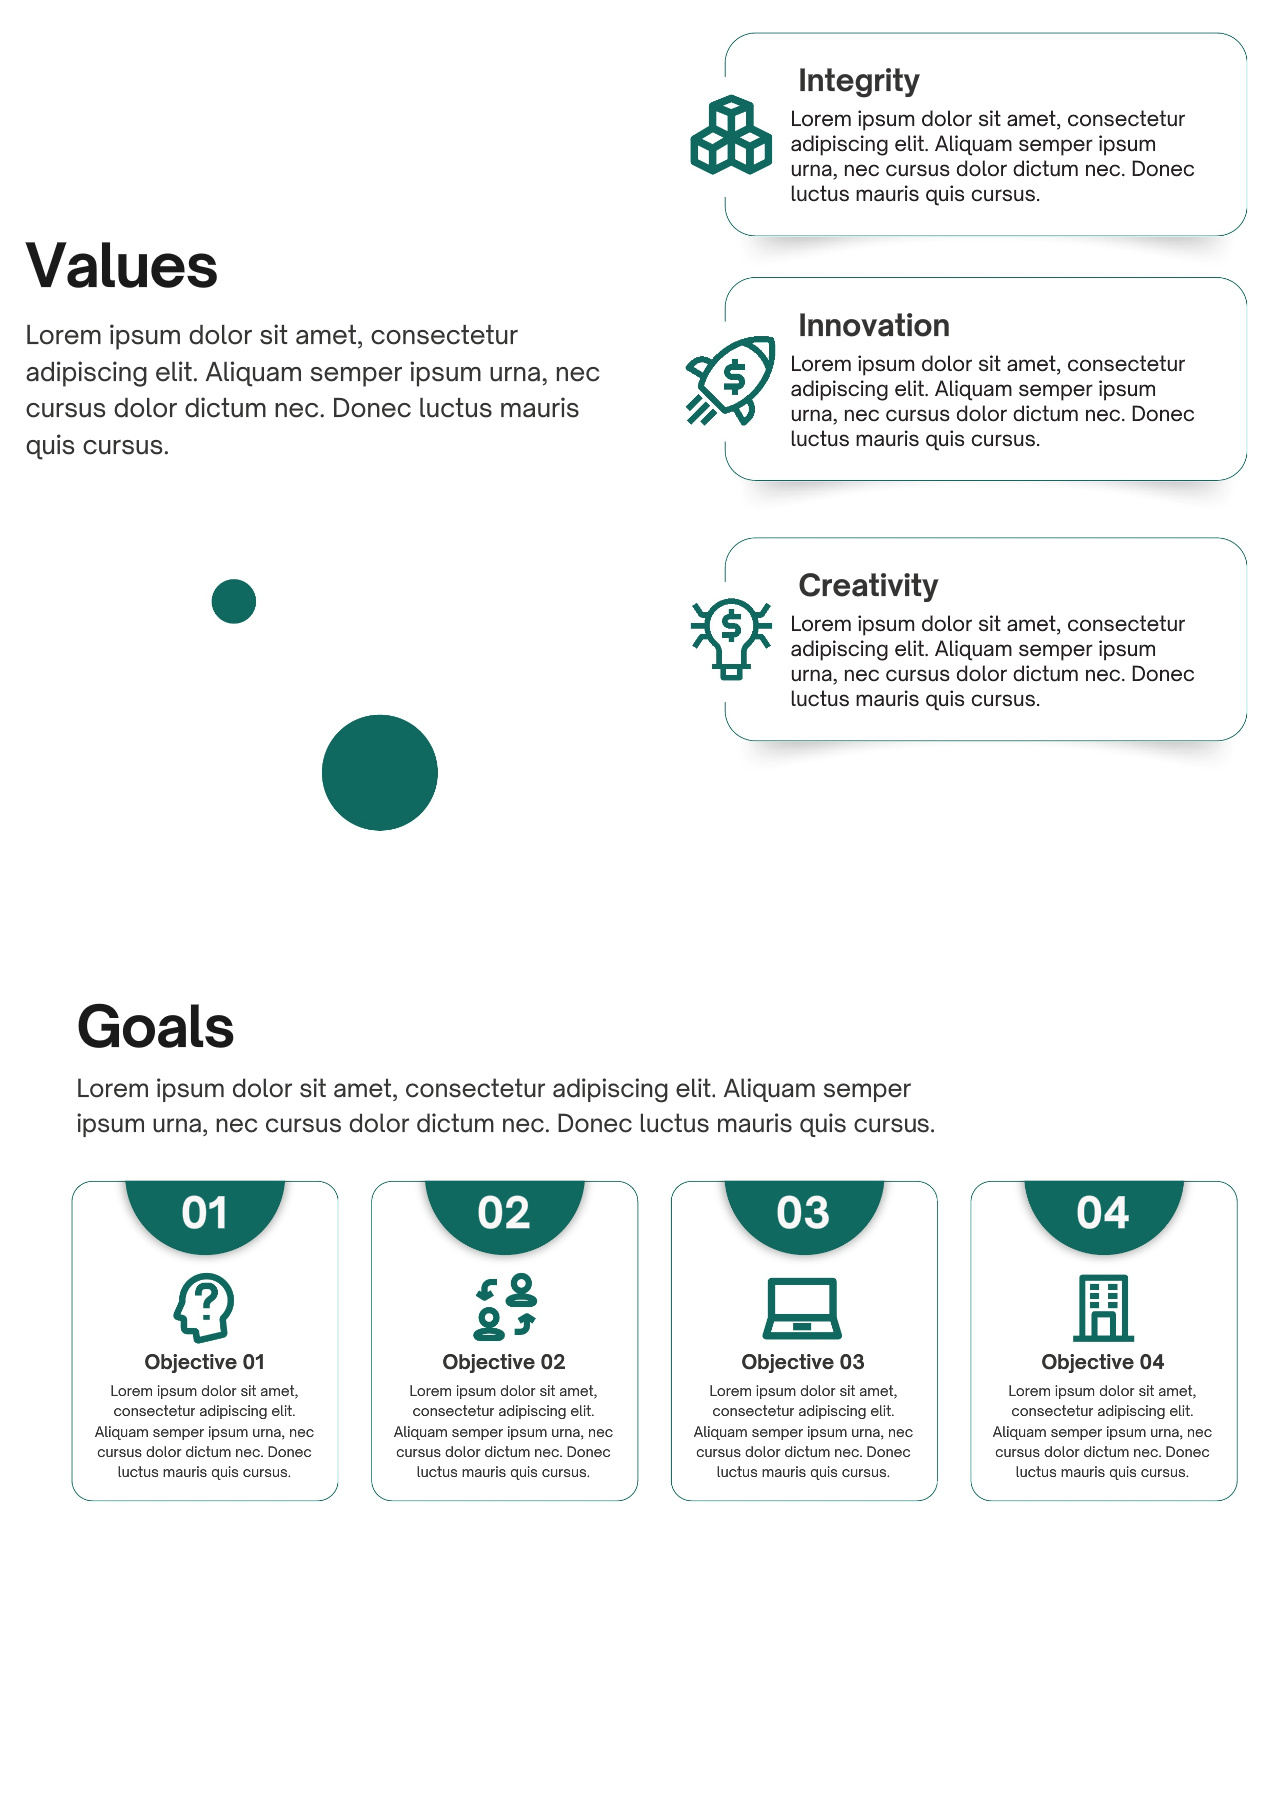 Values
Lorem ipsum dolor sit amet, consectetur
adipiscing elit. Aliquam semper ipsum urna, nec
cursus dolor dictum nec. Donec luctus mauris
quis cursus.
Integrity
Lorem ipsum dolor sit amet, consectetur
adipiscing elit. Aliquam semper ipsum
urna, nec cursus dolor dictum nec. Donec
luctus mauris quis cursus.
$
Innovation
Lorem ipsum dolor sit amet, consectetur
adipiscing elit. Aliquam semper ipsum
urna, nec cursus dolor dictum nec. Donec
luctus mauris quis cursus.
$
Creativity
Lorem ipsum dolor sit amet, consectetur
adipiscing elit. Aliquam semper ipsum
urna, nec cursus dolor dictum nec. Donec
luctus mauris quis cursus.
Goals
Lorem ipsum dolor sit amet, consectetur adipiscing elit. Aliquam semper
ipsum urna, nec cursus dolor dictum nec. Donec luctus mauris quis cursus.
01
?
Objective 01
Lorem ipsum dolor sit amet,
consectetur adipiscing elit.
Aliquam semper ipsum urna, nec
cursus dolor dictum nec. Donec
luctus mauris quis cursus.
02
Objective 02
Lorem ipsum dolor sit amet,
consectetur adipiscing elit.
Aliquam semper ipsum urna, nec
cursus dolor dictum nec. Donec
luctus mauris quis cursus.
03
Objective 03
Lorem ipsum dolor sit amet,
consectetur adipiscing elit.
Aliquam semper ipsum urna, nec
cursus dolor dictum nec. Donec
luctus mauris quis cursus.
04
Objective 04
Lorem ipsum dolor sit amet,
consectetur adipiscing elit.
Aliquam semper ipsum urna, nec
cursus dolor dictum nec. Donec
luctus mauris quis cursus.